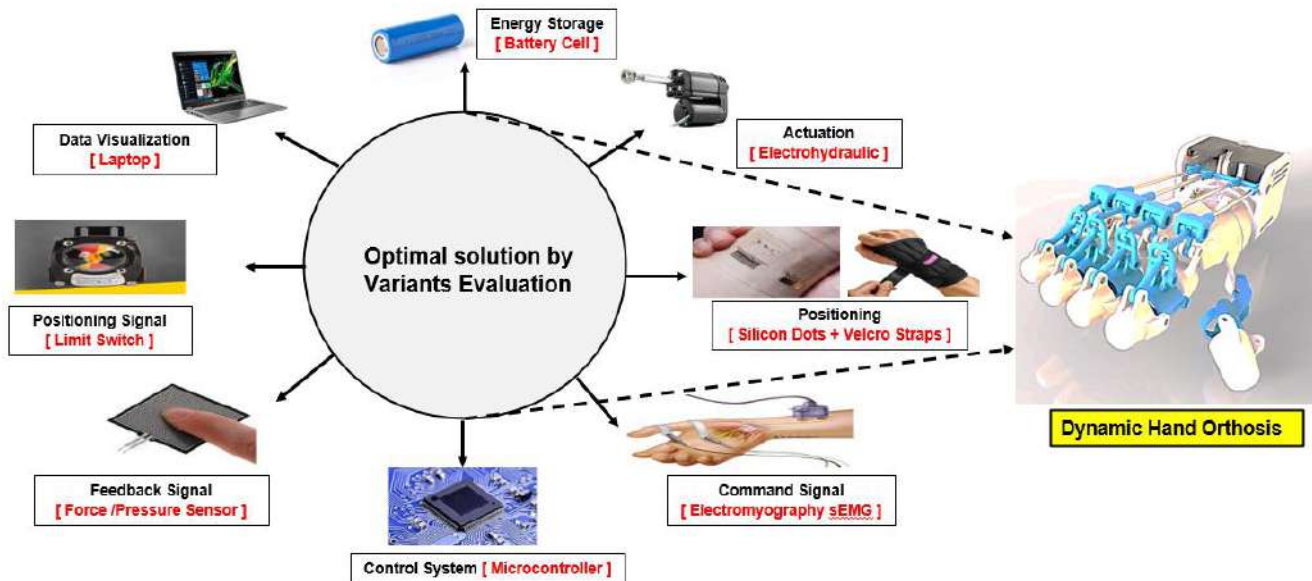 Energy Storage
[ Battery Cell ]
Data Visualization
[ Laptop ]
Actuation
[ Electrohydraulic ]
Optimal solution by
Variants Evaluation
Positioning Signal
[ Limit Switch ]
Positioning
[ Silicon Dots + Velcro Straps ]
Dynamic Hand Orthosis
Feedback Signal
[ Force /Pressure Sensor ]
Command Signal
[ Electromyography sEMG ]
Control System [ Microcontroller ]